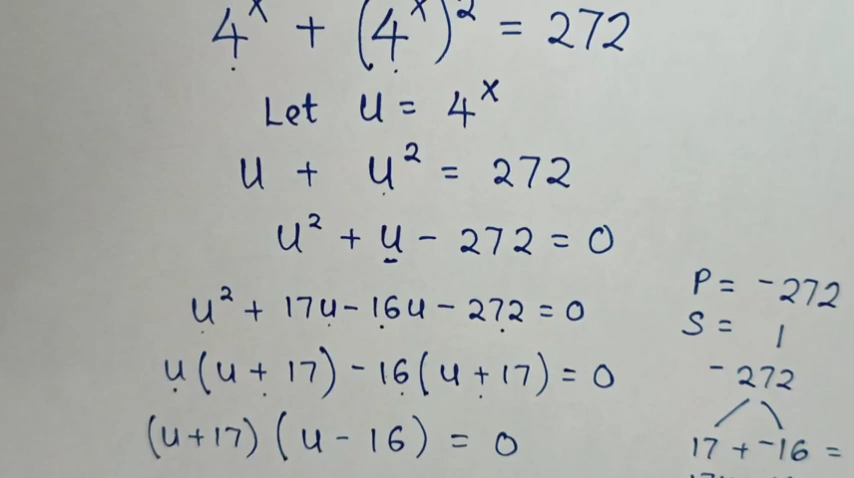 4^x + (4^x)^2 = 272
Let u = 4^x
u + u^2 = 272
u^2 + u - 272 = 0
u^2 + 17u - 16u - 272 = 0
u(u + 17) - 16(u + 17) = 0
(u+17)(u - 16) = 0
P = -272
S = 1
-272
17 + -16 =